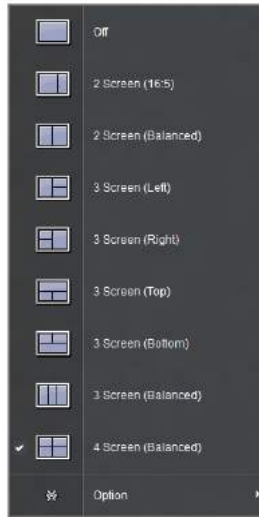 Off
2 Screen (16:5)
2 Screen (Balanced)
3 Screen (Left)
3 Screen (Right)
3 Screen (Top)
3 Screen (Bottom)
3 Screen (Balanced)
4 Screen (Balanced)
Option